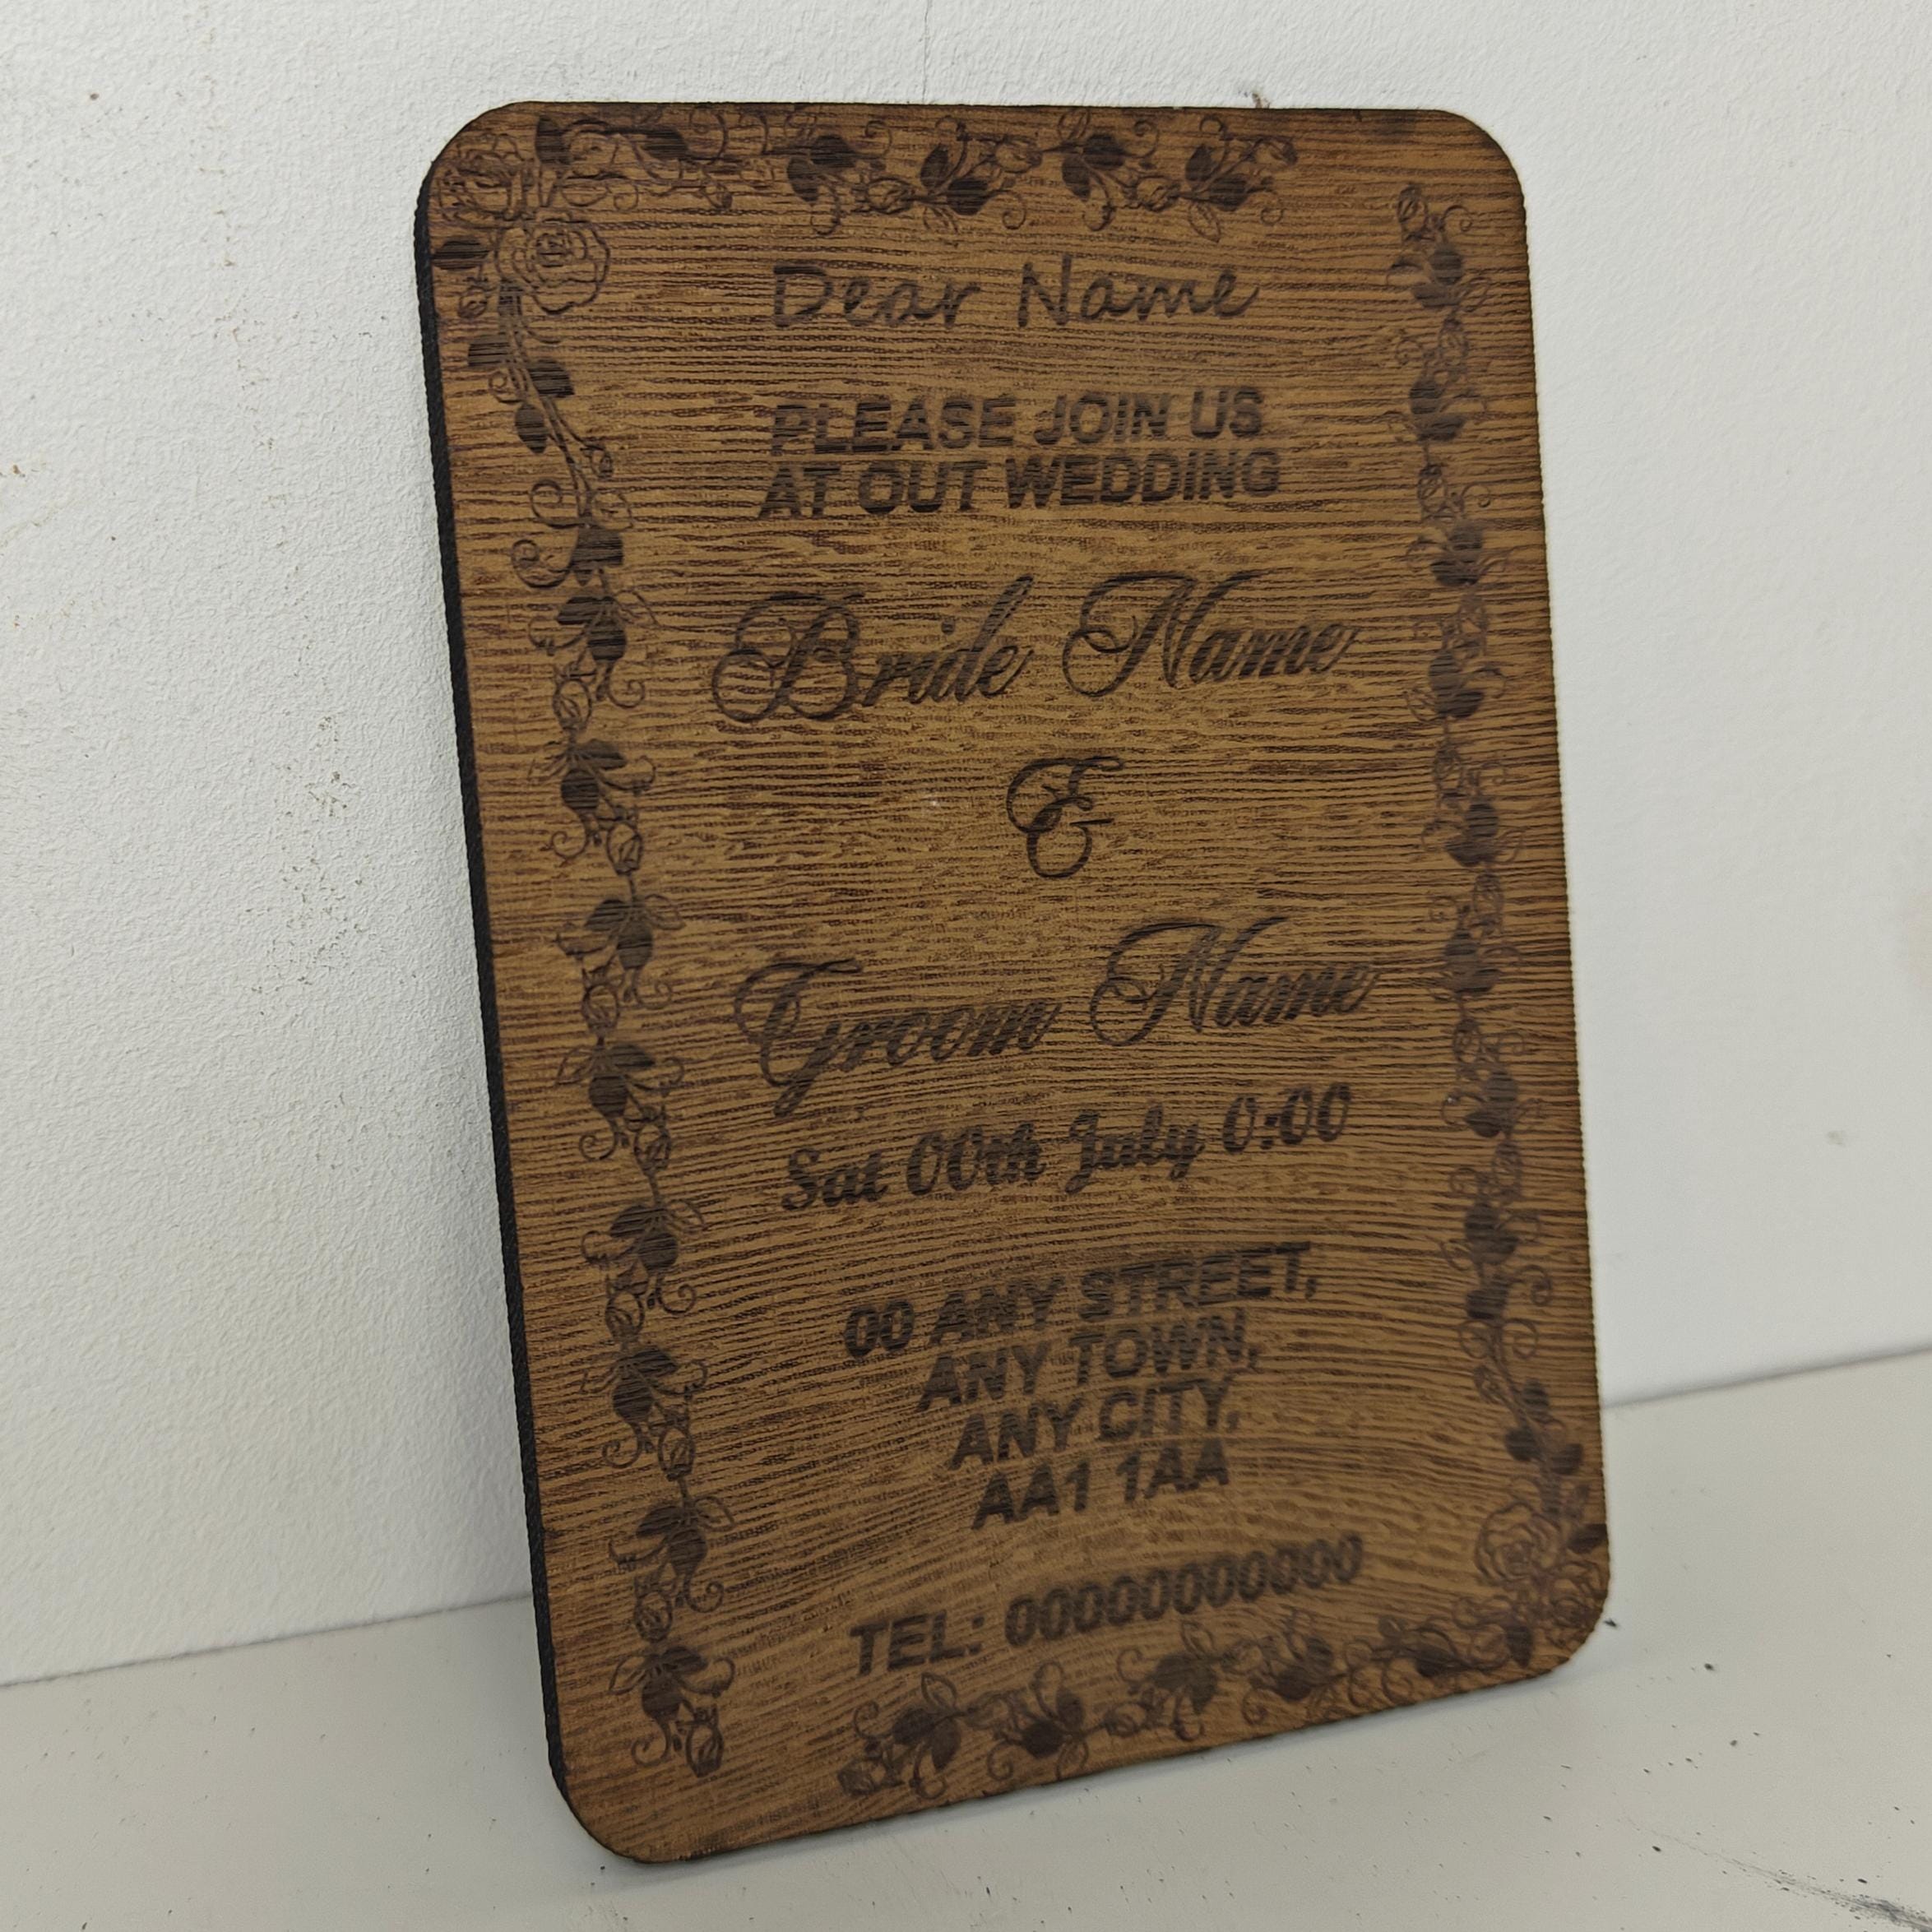 Dear Name
PLEASE JOIN US
AT OUT WEDDING
Bride Name
&
Groom Name
Sat 00th July 0:00
00 ANY STREET,
ANY TOWN,
ANY CITY,
AA1 1AA
TEL: 00000000000